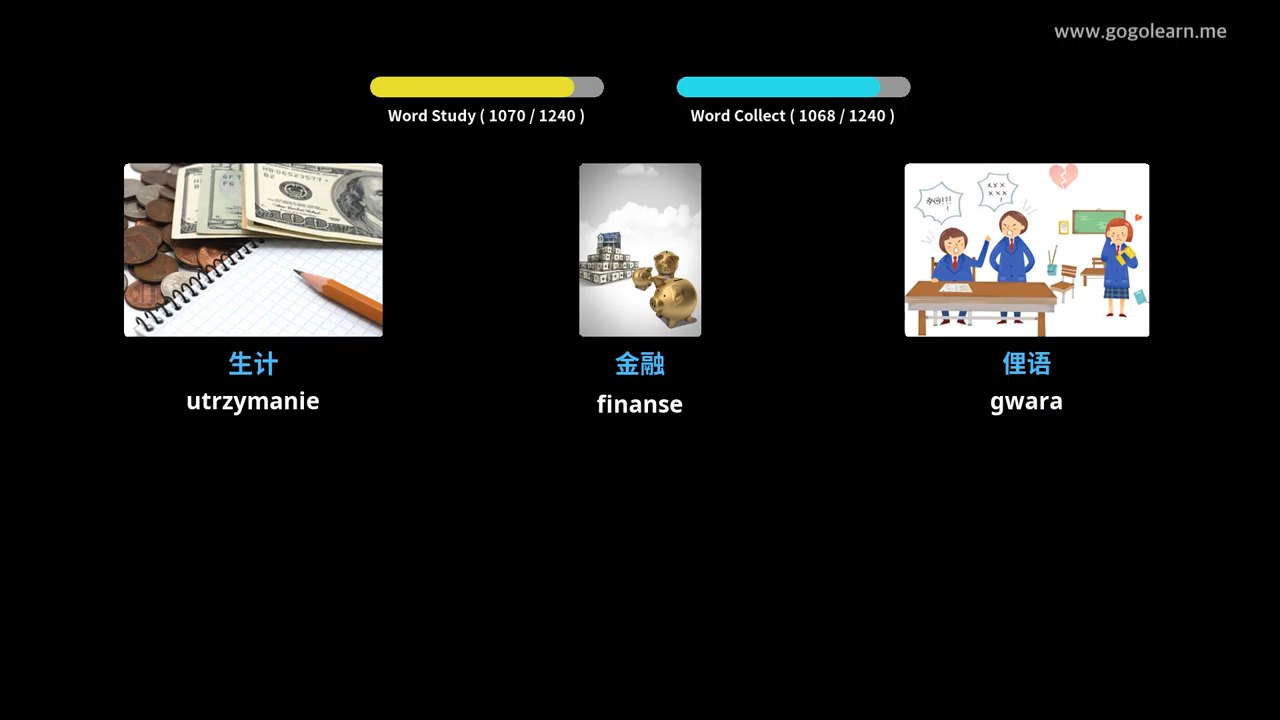 www.gogolearn.me
Word Study ( 1070 / 1240 )
Word Collect ( 1068 / 1240 )
生计
金融
俚语
utrzymanie
finanse
gwara